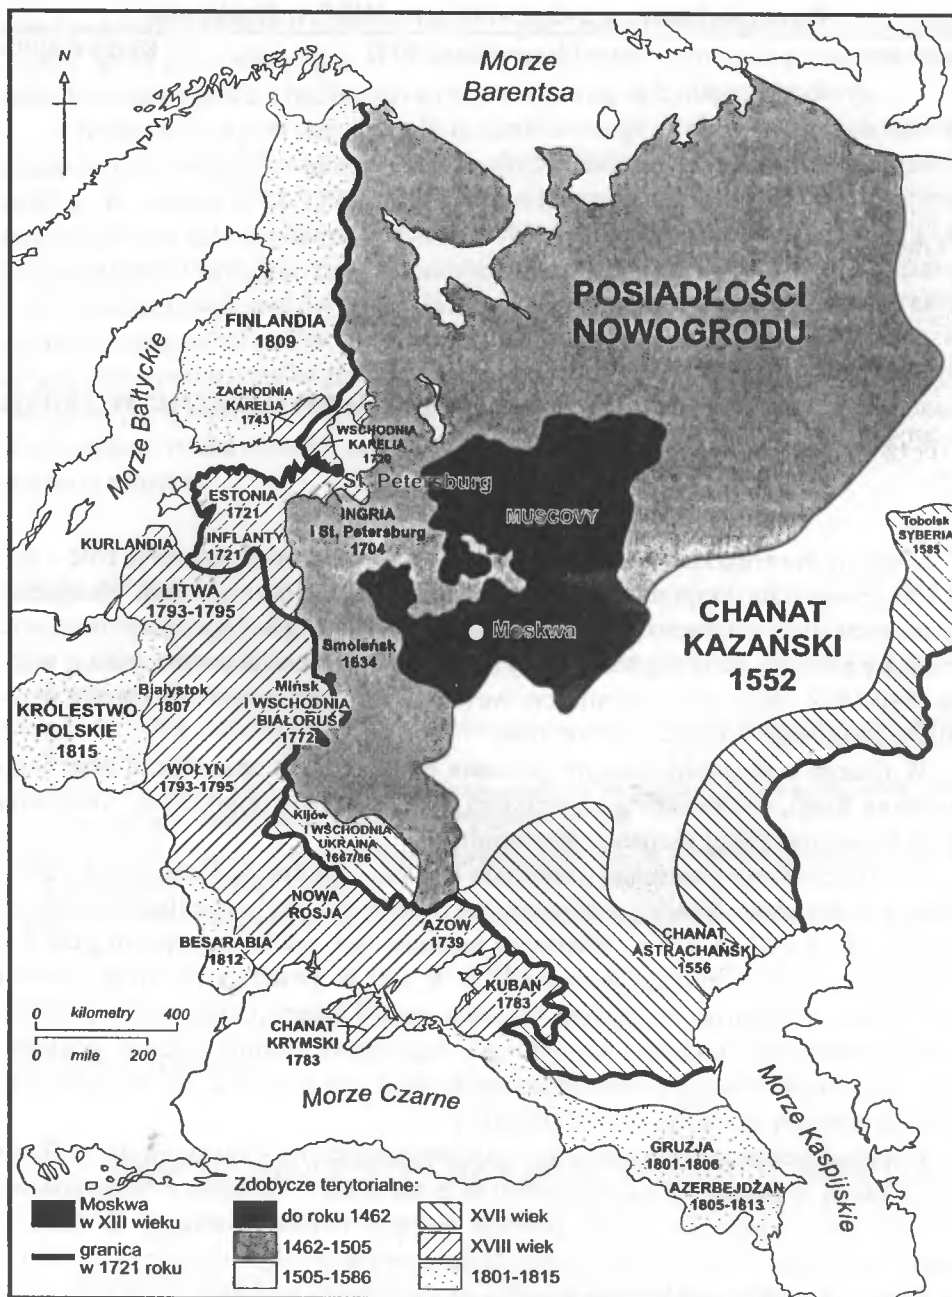 N
Morze
Barentsa
POSIADŁOŚCI
NOWOGRODU
FINLANDIA
1809
Morze Bałtyckie
ZACHODNIA
KARELIA
1743
WSCHODNIA
KARELIA
St. Petersburg
ESTONIA
1721
INGRIA
i St. Petersburg
1704
MUSCOVY
KURLANDIA
INFLANTY
1721
Tobolsk
SYBERIA
1585
LITWA
1793-1795
Moskwa
CHANAT
KAZAŃSKI
1552
Smoleńsk
1634
Białystok
1807
Mińsk
I WSCHODNIA
BIAŁORUŚ
1772
KRÓLESTWO
POLSKIE
1815
WOŁYŃ
1793-1795
Kijów
I WSCHODNIA
UKRAINA
1667/86
NOWA
ROSJA
AZOW
1739
CHANAT
ASTRACHAŃSKI
1556
BESARABIA
1812
KUBAŃ
1783
0 kilometry 400
0 mile 200
CHANAT
KRYMSKI
1783
Morze Czarne
Morze Kaspijskie
GRUZJA
1801-1806
AZERBEJDŻAN
1805-1813
Moskwa
w XIII wieku
granica
w 1721 roku
Zdobycze terytorialne:
do roku 1462
1462-1505
1505-1586
XVII wiek
XVIII wiek
1801-1815